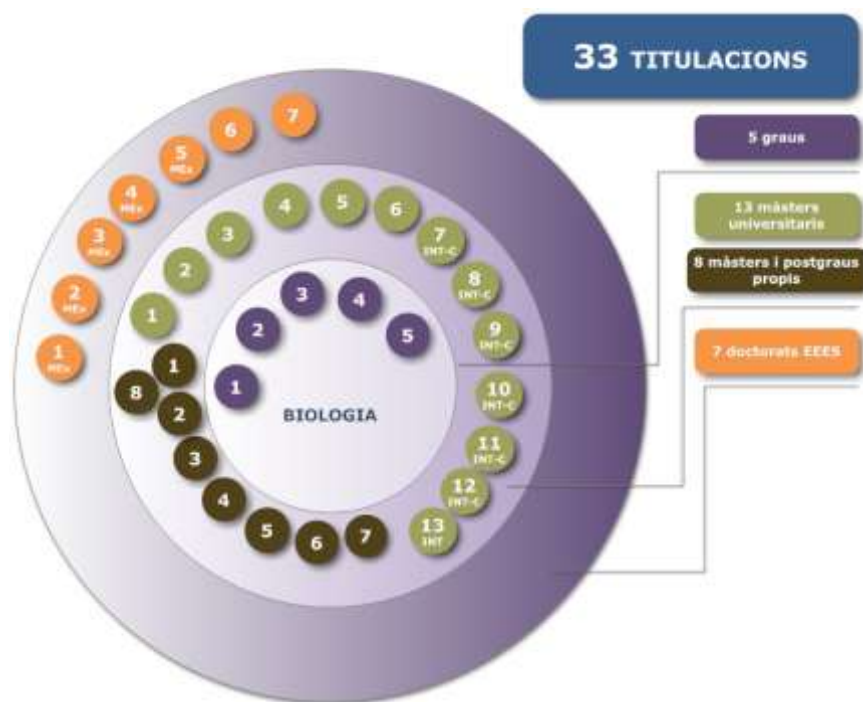 33 TITULACIONS
5 graus
13 màsters
universitaris
8 màsters i postgraus
propis
7 doctorats EEES
7
6
5
MEx
4
MEx
3
MEx
2
MEx
1
MEx
1
2
3
4
5
6
7
INT-C
8
INT-C
9
INT-C
10
INT-C
11
INT-C
12
INT-C
13
INT
1
2
3
4
5
6
7
8
1
2
3
4
5
BIOLOGIA